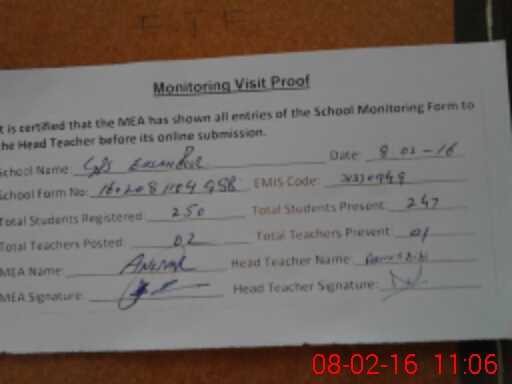 Monitoring Visit Proof
t is certified that the MEA has shown all entries of the School Monitoring Form to
the Head Teacher before its online submission.
School Name: Date: 8-02-16
School Form No: EMIS Code:
Total Students Registered: 250 Total Students Present: 247
Total Teachers Posted: 02 Total Teachers Present: 01
MEA Name: Head Teacher Name: Bibi
MEA Signature: Head Teacher Signature:
08-02-16 11:06